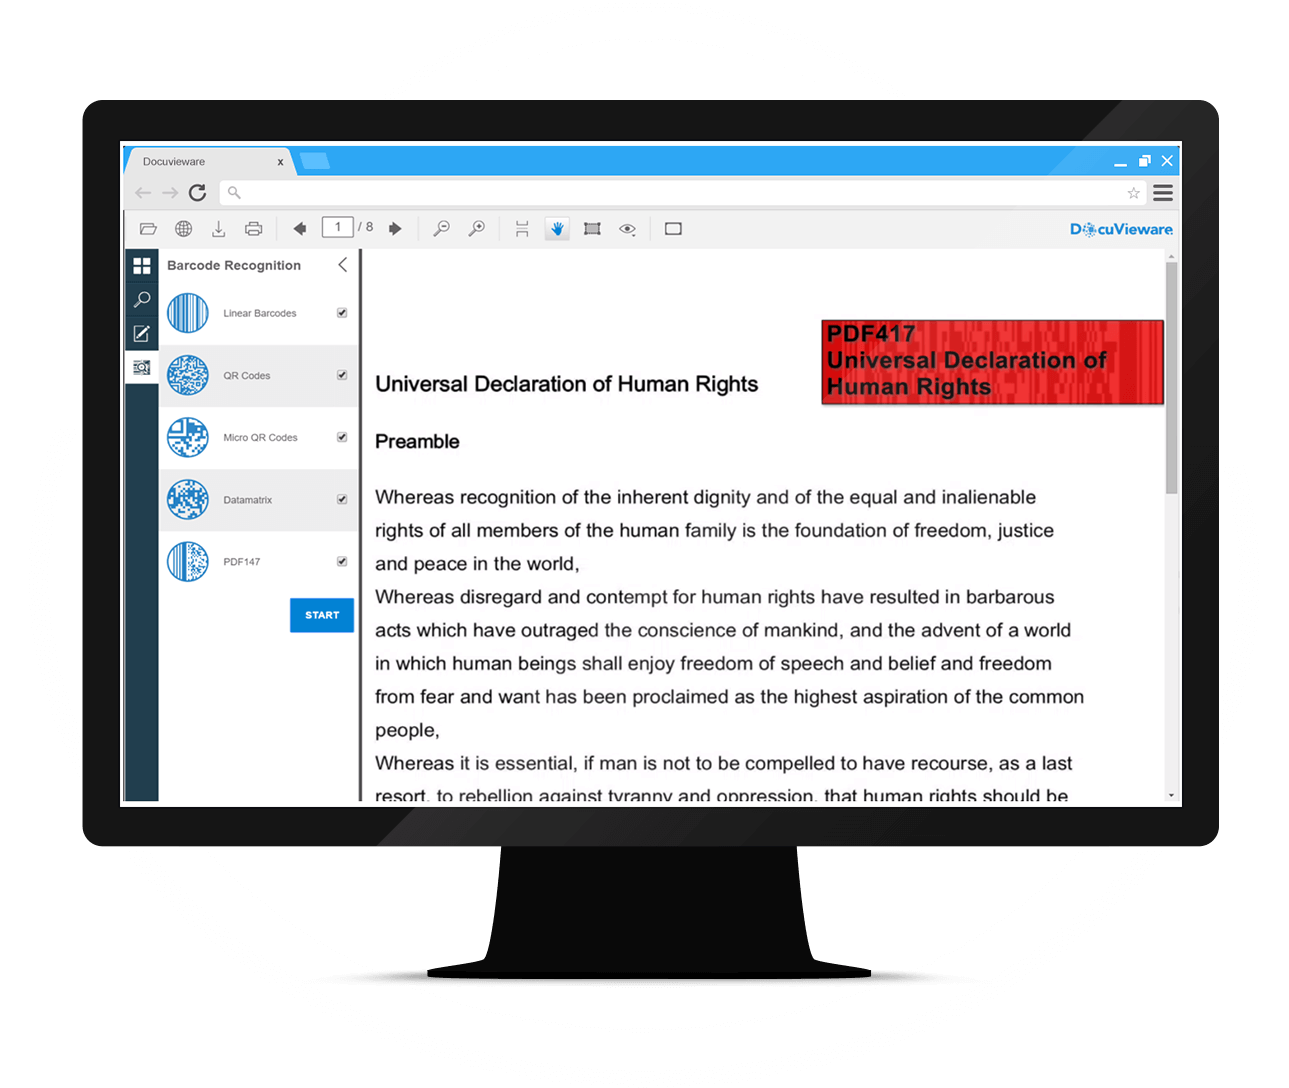 Docuvieware x
1 / 8
DocuVieware
Barcode Recognition
Linear Barcodes
QR Codes
Micro QR Codes
Datamatrix
PDF147
START
PDF417
Universal Declaration of
Human Rights
Universal Declaration of Human Rights
Preamble
Whereas recognition of the inherent dignity and of the equal and inalienable
rights of all members of the human family is the foundation of freedom, justice
and peace in the world,
Whereas disregard and contempt for human rights have resulted in barbarous
acts which have outraged the conscience of mankind, and the advent of a world
in which human beings shall enjoy freedom of speech and belief and freedom
from fear and want has been proclaimed as the highest aspiration of the common
people,
Whereas it is essential, if man is not to be compelled to have recourse, as a last
resort, to rebellion against tyranny and oppression, that human rights should be